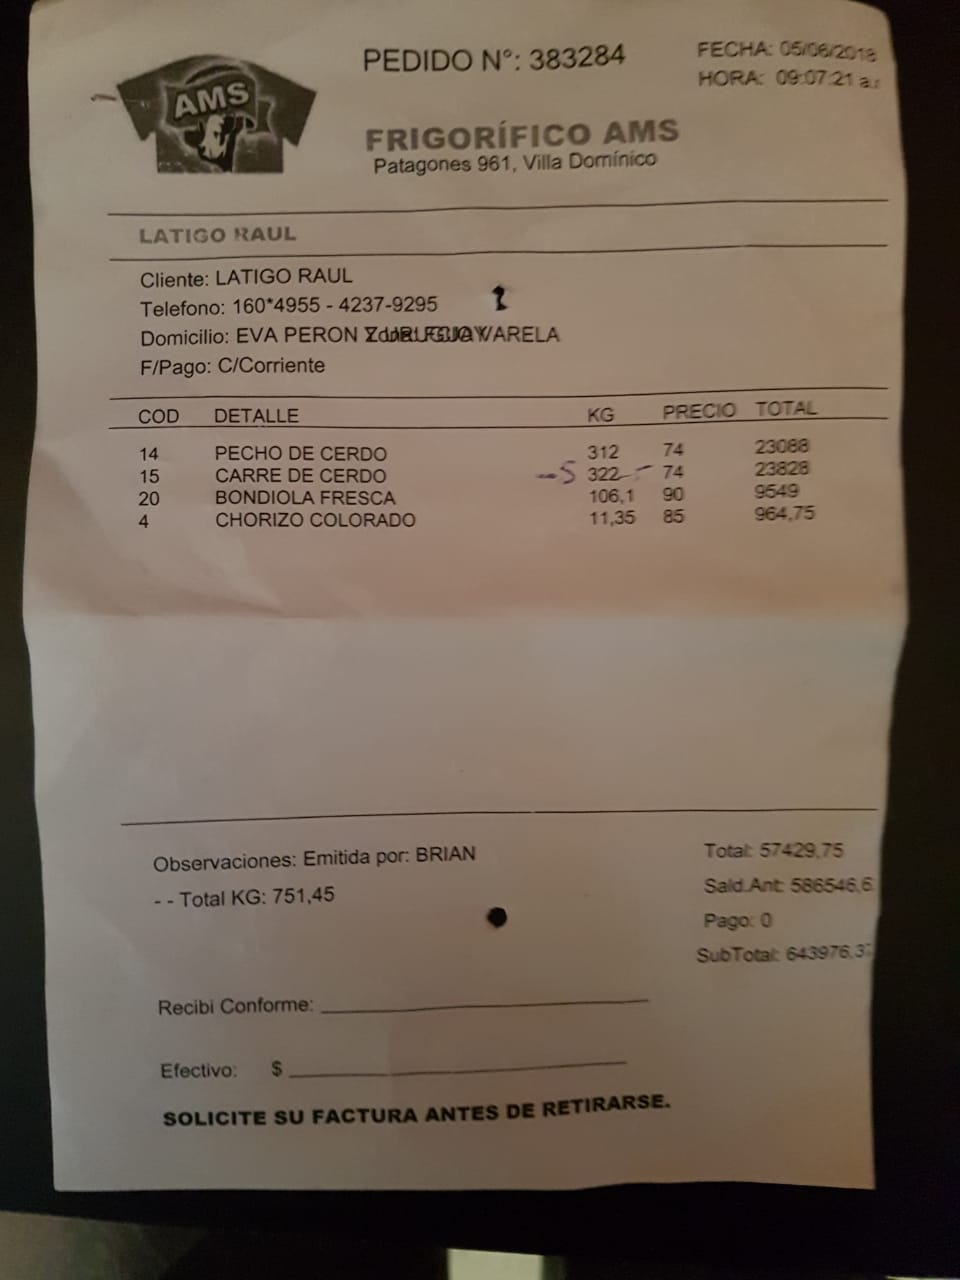 AMS
PEDIDO N°: 383284
FECHA: 05/06/2018
HORA: 09:07:21 a.
FRIGORÍFICO AMS
Patagones 961, Villa Domínico
LATIGO RAUL
Cliente: LATIGO RAUL
Telefono: 160*4955 - 4237-9295
Domicilio: EVA PERON Y VARELA
F/Pago: C/Corriente
COD DETALLE KG PRECIO TOTAL
14 PECHO DE CERDO 312 74 23088
15 CARRE DE CERDO 322 74 23828
20 BONDIOLA FRESCA 106,1 90 9549
4 CHORIZO COLORADO 11,35 85 964,75
Observaciones: Emitida por: BRIAN
- - Total KG: 751,45
Total: 57429,75
Sald.Ant: 586546,6
Pago: 0
SubTotal: 643976,3
Recibi Conforme:
Efectivo: $
SOLICITE SU FACTURA ANTES DE RETIRARSE.